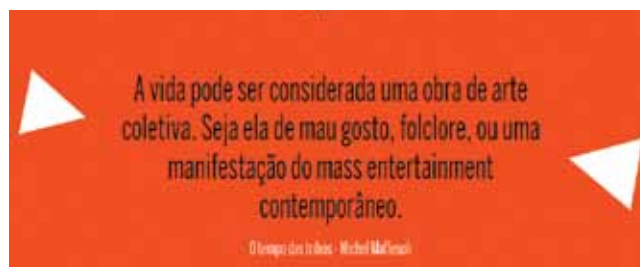 A vida pode ser considerada uma obra de arte
coletiva. Seja ela de mau gosto, folclore, ou uma
manifestação do mass entertainment
contemporâneo.
O tempo das tribos - Michel Maffesoli